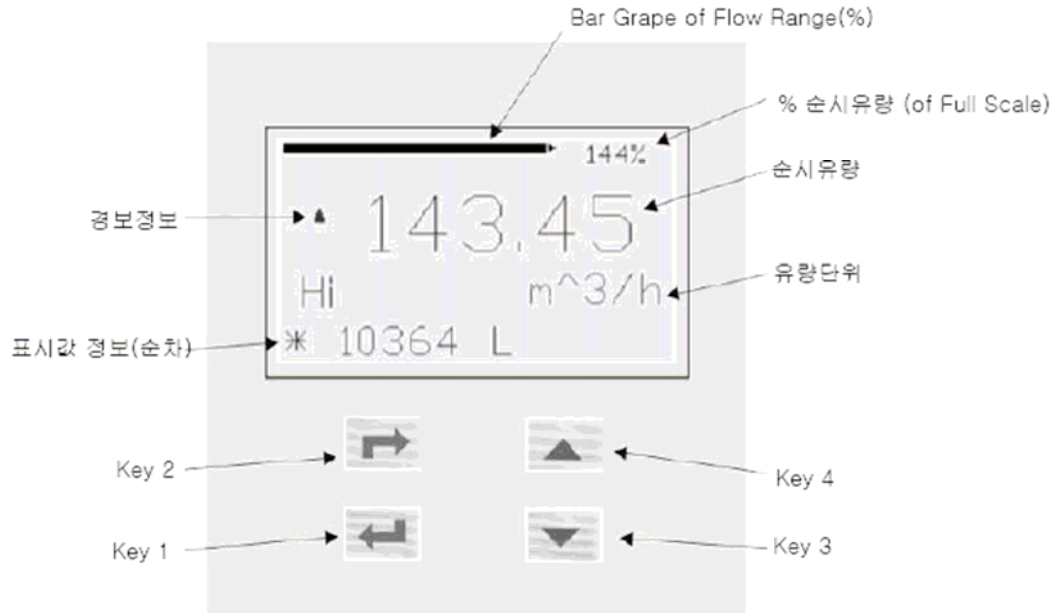 Bar Grape of Flow Range(%)
% 순시유량 (of Full Scale)
144%
순시유량
경보정보
143.45
유량단위
Hi
m^3/h
표시값 정보(순차)
* 10364 L
Key 2
Key 4
Key 1
Key 3